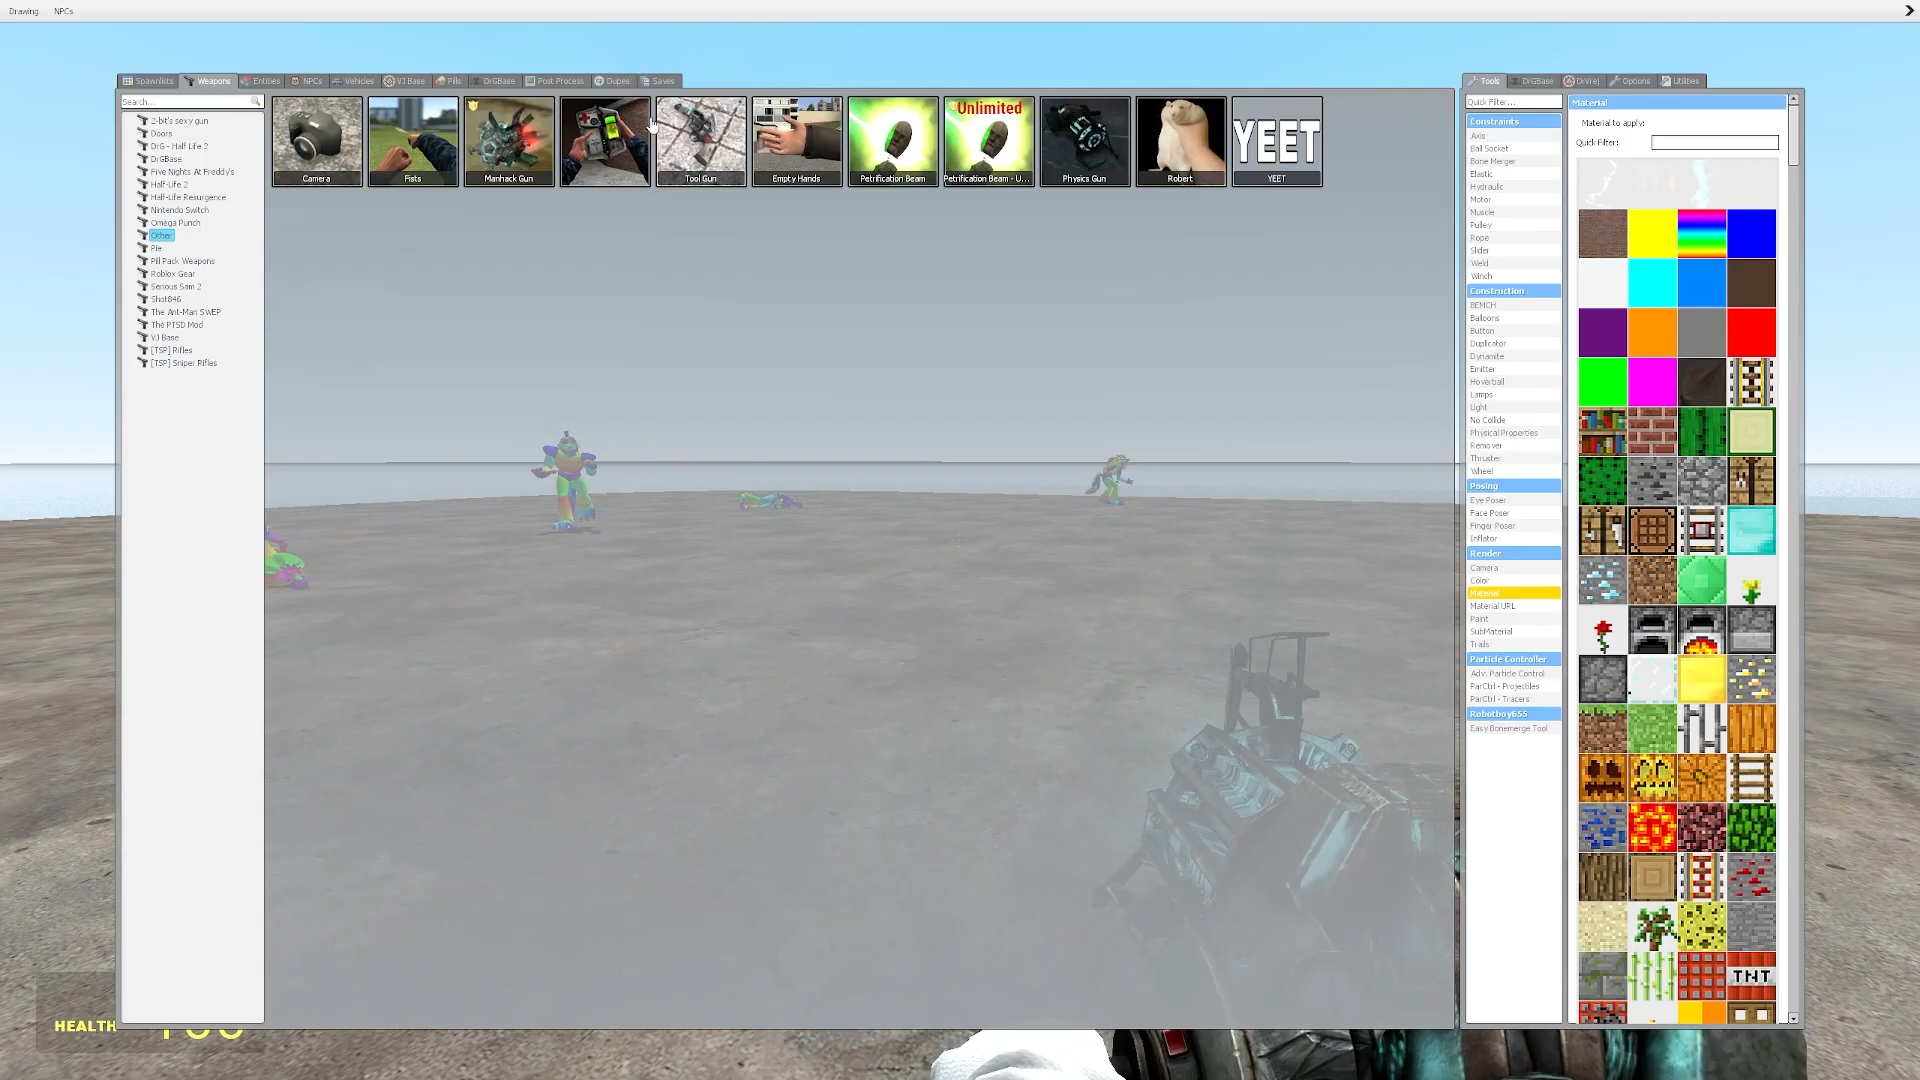 Drawing NPCs
Spawnlists Weapons Entities NPCs Vehicles VJ Base Pills DrGBase Post Process Dupes Saves
Search...
2-bit's sexy gun
Doors
DrG - Half Life 2
DrGBase
Five Nights At Freddy's
Half-Life 2
Half-Life Resurgence
Nintendo Switch
Omega Punch
Other
Pie
Pill Pack Weapons
Roblox Gear
Serious Sam 2
Shot846
The Ant-Man SWEP
The PTSD Mod
VJ Base
[TSP] Rifles
[TSP] Sniper Rifles
Camera
Fists
Manhack Gun
Tool Gun
Empty Hands
Petrification Beam
Unlimited
Petrification Beam - U...
Physics Gun
Robert
YEET
YEET
Tools DrGBase DrVrej Options Utilities
Quick Filter...
Constraints
Axis
Ball Socket
Bone Merger
Elastic
Hydraulic
Motor
Muscle
Pulley
Rope
Slider
Weld
Winch
Construction
BEMCH
Balloons
Button
Duplicator
Dynamite
Emitter
Hoverball
Lamps
Light
No Collide
Physical Properties
Remover
Thruster
Wheel
Posing
Eye Poser
Face Poser
Finger Poser
Inflator
Render
Camera
Color
Material
Material URL
Paint
SubMaterial
Trails
Particle Controller
Adv. Particle Control
ParCtrl - Projectiles
ParCtrl - Tracers
Robotboy655
Easy Bonemerge Tool
Material
Material to apply:
Quick Filter:
TNT
HEALTH
100